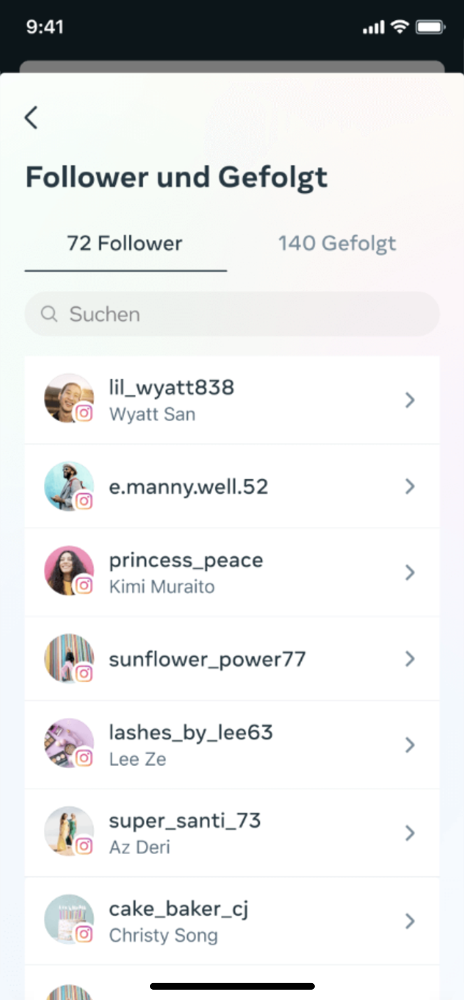 9:41
Follower und Gefolgt
72 Follower
140 Gefolgt
Suchen
lil_wyatt838
Wyatt San
e.manny.well.52
princess_peace
Kimi Muraito
sunflower_power77
lashes_by_lee63
Lee Ze
super_santi_73
Az Deri
cake_baker_cj
Christy Song